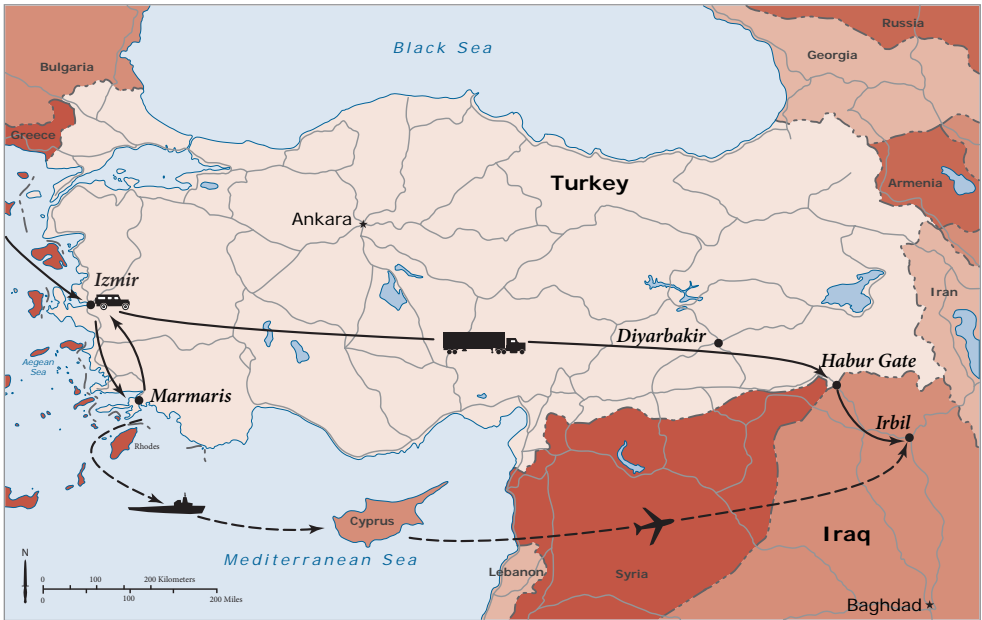 Russia
Black Sea
Georgia
Bulgaria
Greece
Turkey
Armenia
Ankara
Izmir
Iran
Diyarbakir
Habur Gate
Aegean
Sea
Marmaris
Irbil
Rhodes
Cyprus
Iraq
Mediterranean Sea
N
Lebanon
Syria
0 100 200 Kilometers
0 100 200 Miles
Baghdad